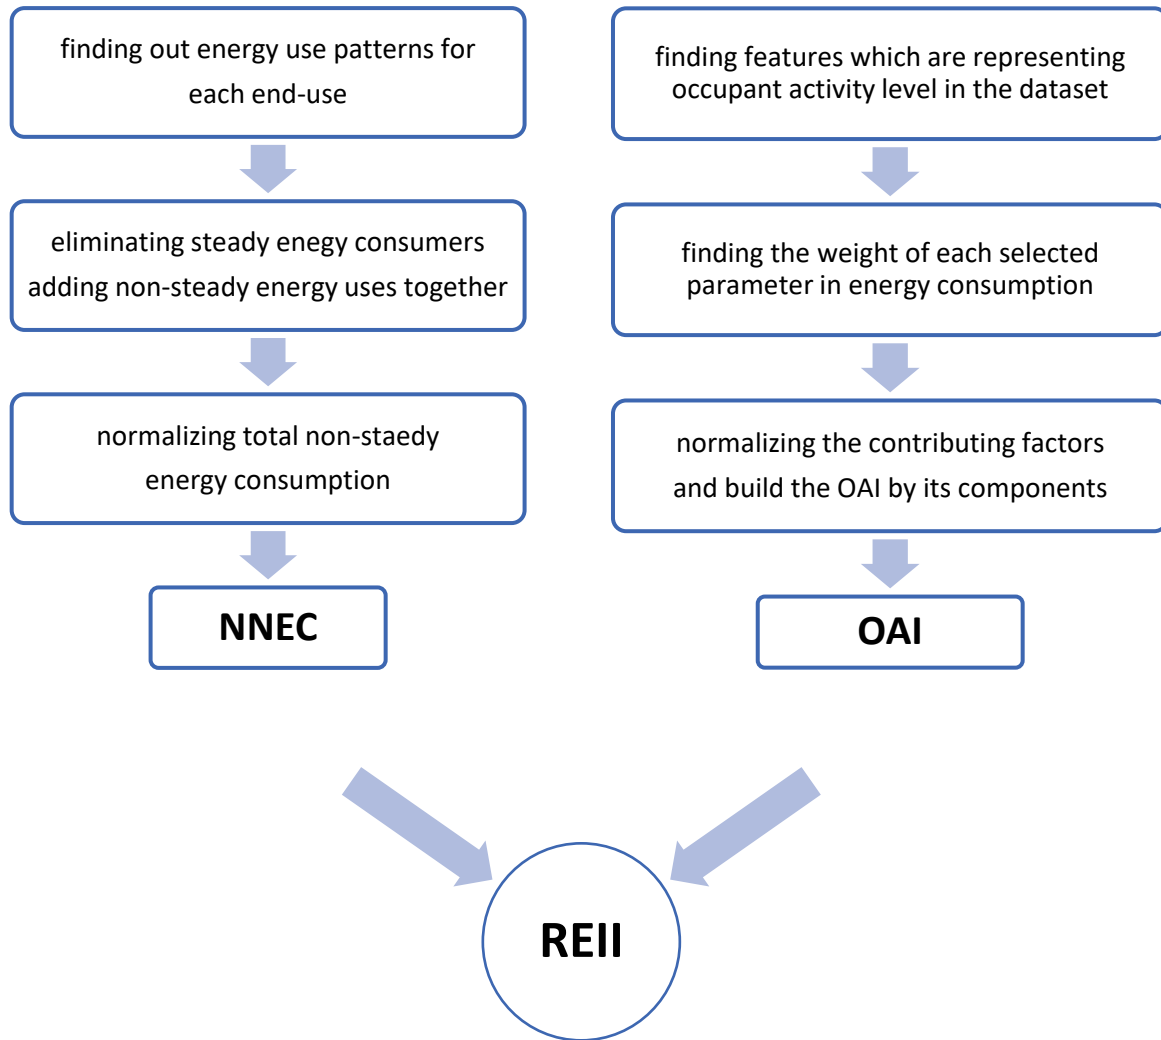 finding out energy use patterns for
each end-use
eliminating steady enegy consumers
adding non-steady energy uses together
normalizing total non-staedy
energy consumption
NNEC
finding features which are representing
occupant activity level in the dataset
finding the weight of each selected
parameter in energy consumption
normalizing the contributing factors
and build the OAI by its components
OAI
REII